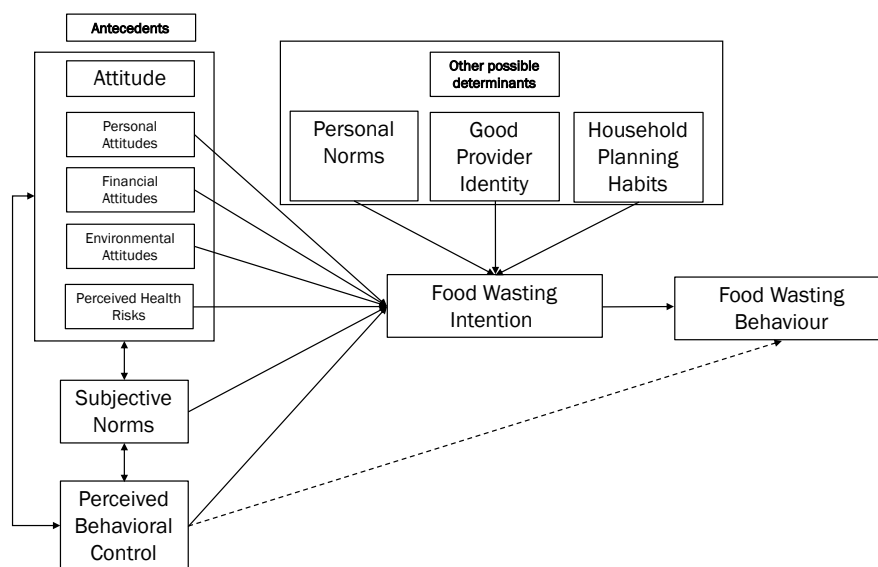 Antecedents
Attitude
Personal
Attitudes
Financial
Attitudes
Environmental
Attitudes
Perceived Health
Risks
Subjective
Norms
Perceived
Behavioral
Control
Other possible
determinants
Personal
Norms
Good
Provider
Identity
Household
Planning
Habits
Food Wasting
Intention
Food Wasting
Behaviour